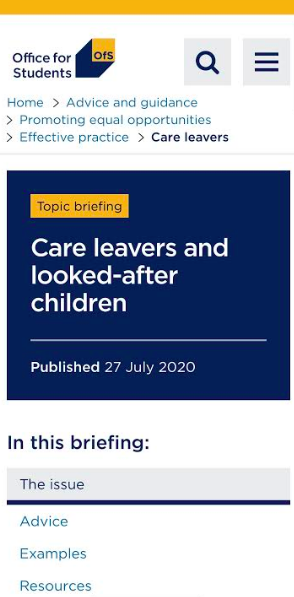 Office for
Students
OfS
Home > Advice and guidance
> Promoting equal opportunities
> Effective practice > Care leavers
Topic briefing
Care leavers and
looked-after
children
Published 27 July 2020
In this briefing:
The issue
Advice
Examples
Resources